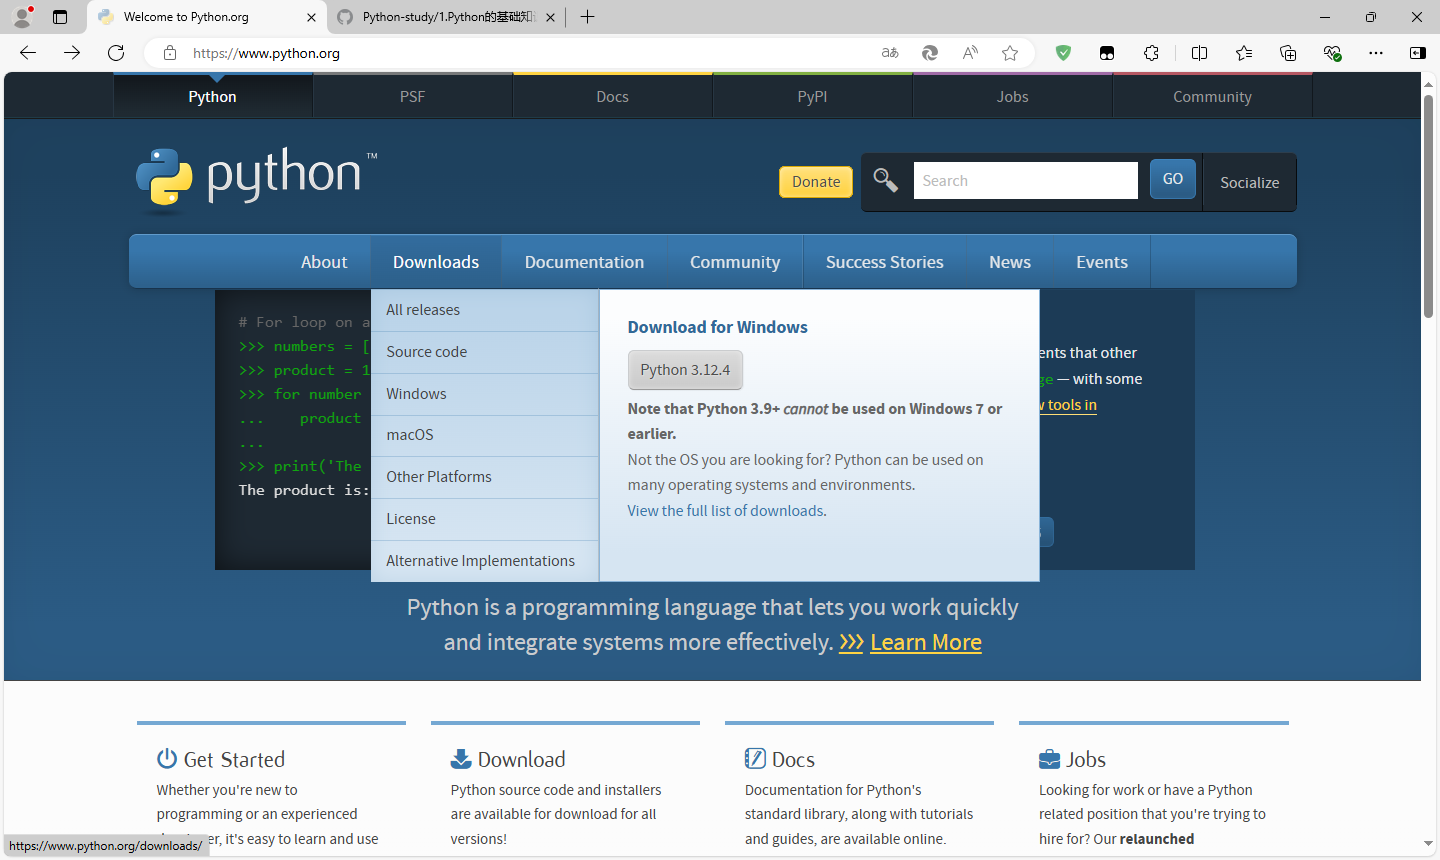 Welcome to Python.org
Python-study/1.Python的基础知
https://www.python.org
Python
PSF
Docs
PyPI
Jobs
Community
python™
Donate
Search
GO
Socialize
About
Downloads
Documentation
Community
Success Stories
News
Events
# For loop on a
>>> numbers = [
>>> product = 1
>>> for number
... product
...
>>> print('The
The product is:
All releases
Source code
Windows
macOS
Other Platforms
License
Alternative Implementations
Download for Windows
Python 3.12.4
Note that Python 3.9+ cannot be used on Windows 7 or
earlier.
Not the OS you are looking for? Python can be used on
many operating systems and environments.
View the full list of downloads.
ents that other
— with some
tools in
Python is a programming language that lets you work quickly
and integrate systems more effectively. >>> Learn More
Get Started
Whether you're new to
programming or an experienced
it's easy to learn and use
Download
Python source code and installers
are available for download for all
versions!
Docs
Documentation for Python's
standard library, along with tutorials
and guides, are available online.
Jobs
Looking for work or have a Python
related position that you're trying to
hire for? Our relaunched
https://www.python.org/downloads/